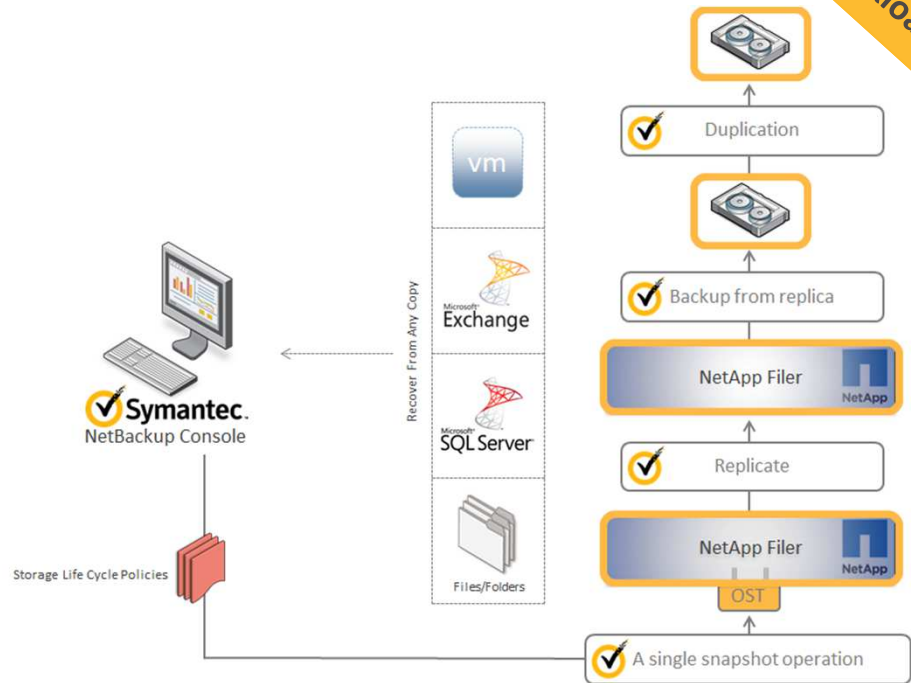 Duplication
vm
Backup from replica
Microsoft®
Exchange
Recover From Any Copy
NetApp Filer
NetApp
Symantec.
NetBackup Console
Microsoft®
SQL Server
Replicate
NetApp Filer
NetApp
Storage Life Cycle Policies
Files/Folders
OST
A single snapshot operation